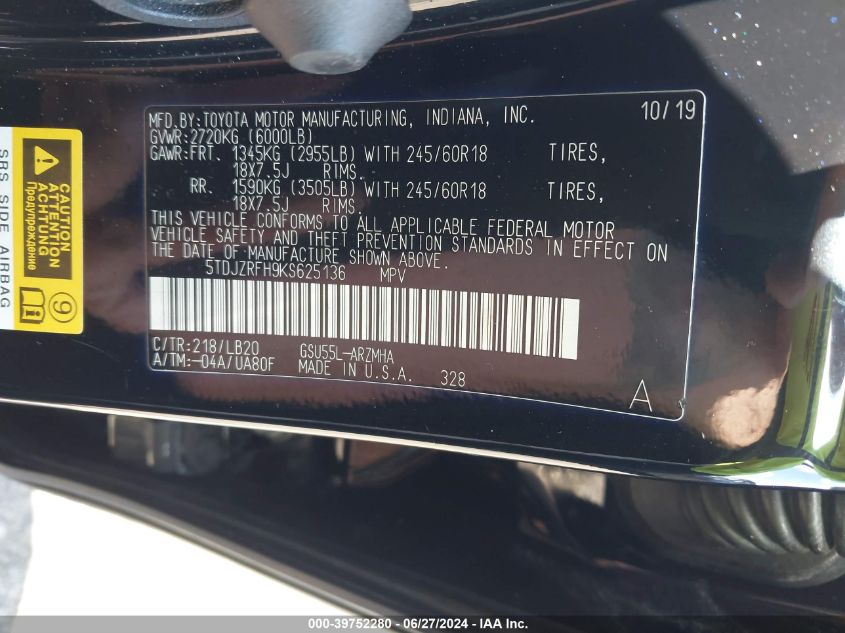 MFD.BY:TOYOTA MOTOR MANUFACTURING, INDIANA, INC. 10/19
GVWR:2720KG (6000LB)
GAWR:FRT. 1345KG (2955LB) WITH 245/60R18 TIRES,
18X7.5J RIMS.
RR. 1590KG (3505LB) WITH 245/60R18 TIRES,
18X7.5J RIMS.
THIS VEHICLE CONFORMS TO ALL APPLICABLE FEDERAL MOTOR
VEHICLE SAFETY AND THEFT PREVENTION STANDARDS IN EFFECT ON
THE DATE OF MANUFACTURE SHOWN ABOVE.
5TDJZRFH9KS625136 MPV
C/TR:218/LB20 GSU55L-ARZMHA
A/TM:-04A/UA80F MADE IN U.S.A. 328
A
SRS SIDE AIRBAG
CAUTION
ATTENTION
ACHTUNG
Предупреждение
9
000-39752280 - 06/27/2024 - IAA Inc.